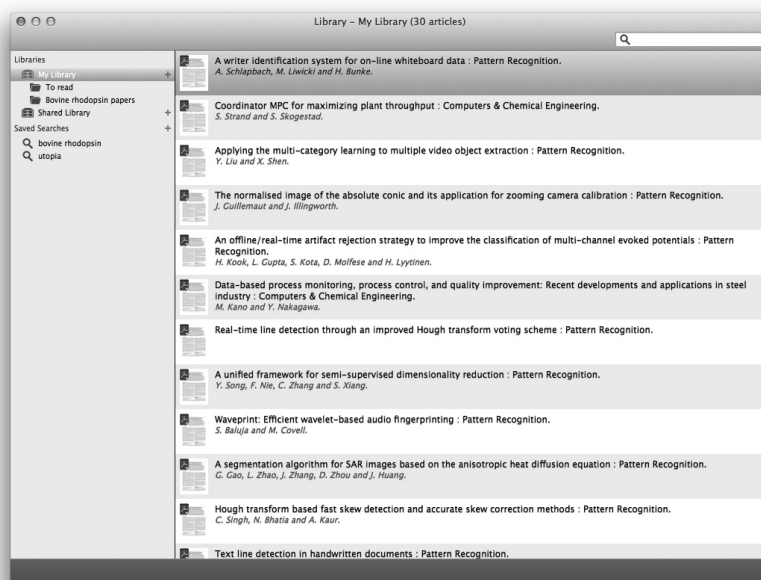 Library – My Library (30 articles)
Libraries
My Library +
To read
Bovine rhodopsin papers
Shared Library +
Saved Searches +
bovine rhodopsin
utopia
A writer identification system for on-line whiteboard data : Pattern Recognition.
A. Schlapbach, M. Liwicki and H. Bunke.
Coordinator MPC for maximizing plant throughput : Computers & Chemical Engineering.
S. Strand and S. Skogestad.
Applying the multi-category learning to multiple video object extraction : Pattern Recognition.
Y. Liu and X. Shen.
The normalised image of the absolute conic and its application for zooming camera calibration : Pattern Recognition.
J. Guillemaut and J. Illingworth.
An offline/real-time artifact rejection strategy to improve the classification of multi-channel evoked potentials : Pattern
Recognition.
H. Kook, L. Gupta, S. Kota, D. Molfese and H. Lyytinen.
Data-based process monitoring, process control, and quality improvement: Recent developments and applications in steel
industry : Computers & Chemical Engineering.
M. Kano and Y. Nakagawa.
Real-time line detection through an improved Hough transform voting scheme : Pattern Recognition.
A unified framework for semi-supervised dimensionality reduction : Pattern Recognition.
Y. Song, F. Nie, C. Zhang and S. Xiang.
Waveprint: Efficient wavelet-based audio fingerprinting : Pattern Recognition.
S. Baluja and M. Covell.
A segmentation algorithm for SAR images based on the anisotropic heat diffusion equation : Pattern Recognition.
G. Gao, L. Zhao, J. Zhang, D. Zhou and J. Huang.
Hough transform based fast skew detection and accurate skew correction methods : Pattern Recognition.
C. Singh, N. Bhatia and A. Kaur.
Text line detection in handwritten documents : Pattern Recognition.